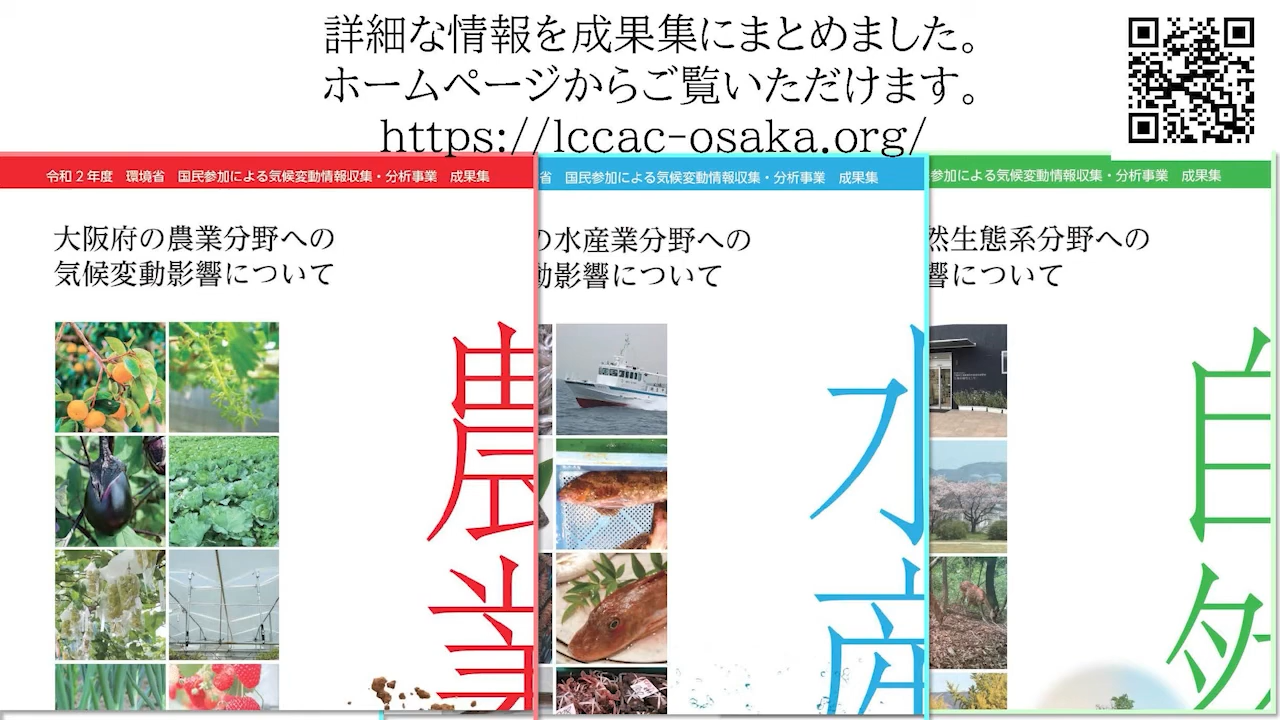 詳細な情報を成果集にまとめました。
ホームページからご覧いただけます。
https://lccac-osaka.org/
令和2年度　環境省　国民参加による気候変動情報収集・分析事業　成果集
大阪府の農業分野への
気候変動影響について
農業
省　国民参加による気候変動情報収集・分析事業　成果集
の水産業分野への
動影響について
水産
参加による気候変動情報収集・分析事業　成果集
然生態系分野への
響について
自然